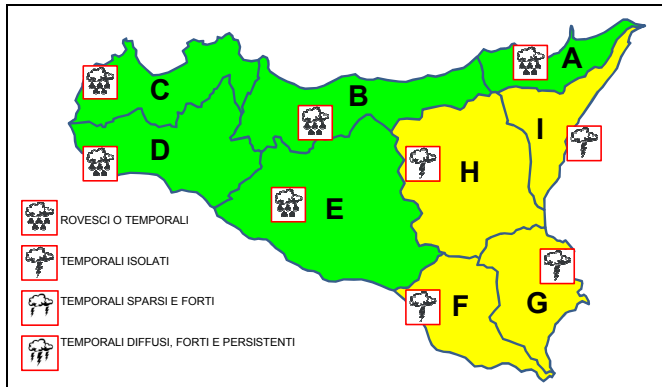 A
C
B
I
D
H
E
F
G
ROVESCI O TEMPORALI
TEMPORALI ISOLATI
TEMPORALI SPARSI E FORTI
TEMPORALI DIFFUSI, FORTI E PERSISTENTI